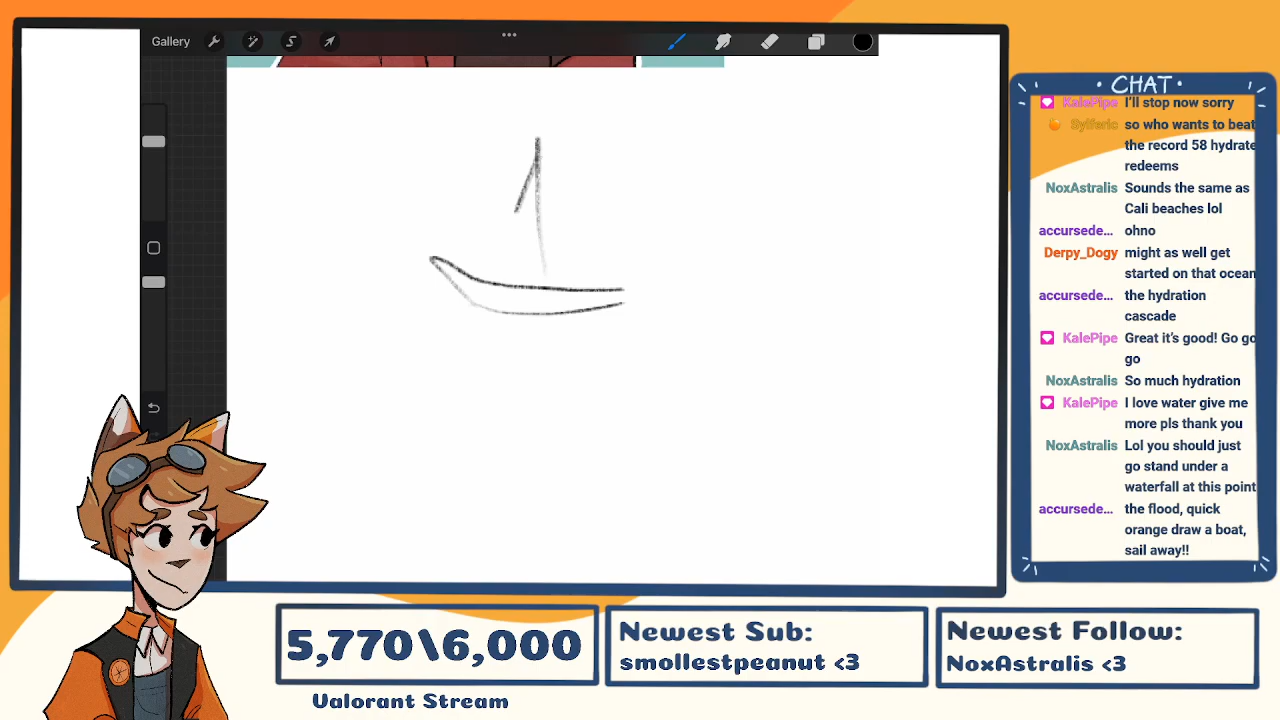 Gallery
CHAT
KalePipe I'll stop now sorry
Sylferic so who wants to beat
the record 58 hydrate
redeems
NoxAstralis Sounds the same as
Cali beaches lol
accursede... ohno
Derpy_Dogy might as well get
started on that ocean
accursede... the hydration
cascade
KalePipe Great it's good! Go go
go
NoxAstralis So much hydration
KalePipe I love water give me
more pls thank you
NoxAstralis Lol you should just
go stand under a
waterfall at this point
accursede... the flood, quick
orange draw a boat,
sail away!!
5,770\6,000
Valorant Stream
Newest Sub:
smollestpeanut <3
Newest Follow:
NoxAstralis <3